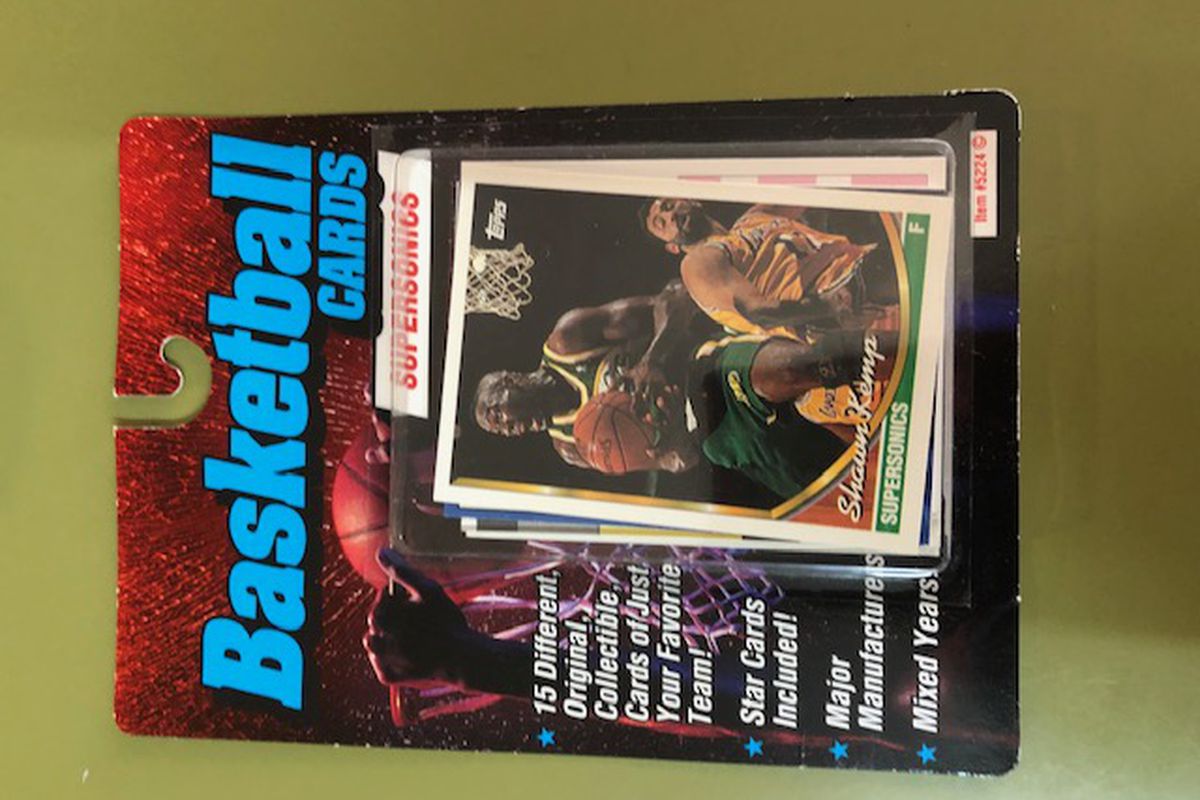 Basketball
CARDS
SUPERSONICS
15 Different,
Original,
Collectible,
Cards of Just
Your Favorite
Team!
Star Cards
Included!
Major
Manufacturers
Mixed Years!
TOPPS
Shawn Kemp
SUPERSONICS
F
Item #5224 ©